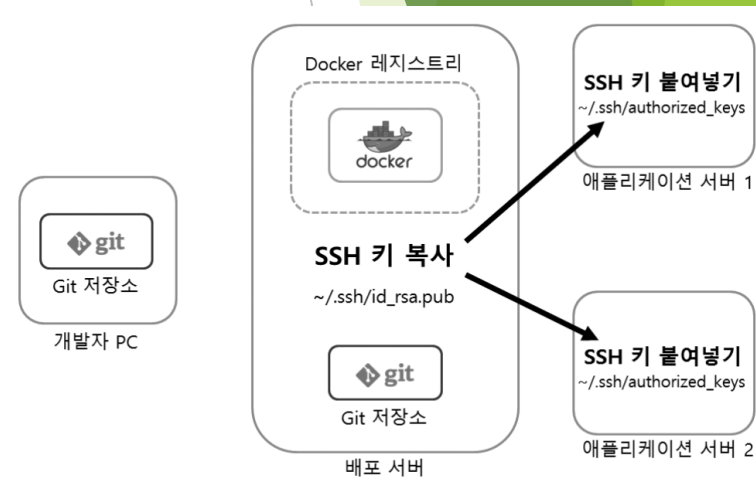 Docker 레지스트리
docker
SSH 키 복사
~/.ssh/id_rsa.pub
git
Git 저장소
배포 서버
git
Git 저장소
개발자 PC
SSH 키 붙여넣기
~/.ssh/authorized_keys
애플리케이션 서버 1
SSH 키 붙여넣기
~/.ssh/authorized_keys
애플리케이션 서버 2